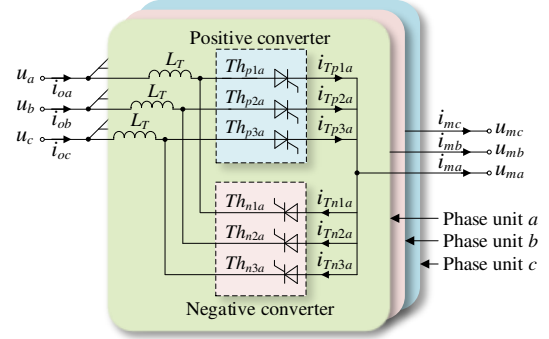 Positive converter
L_T
L_T
L_T
u_a
i_oa
u_b
i_ob
u_c
i_oc
Th_p1a
i_Tp1a
Th_p2a
i_Tp2a
Th_p3a
i_Tp3a
i_mc
u_mc
i_mb
u_mb
i_ma
u_ma
Th_n1a
i_Tn1a
Th_n2a
i_Tn2a
Th_n3a
i_Tn3a
Negative converter
Phase unit a
Phase unit b
Phase unit c